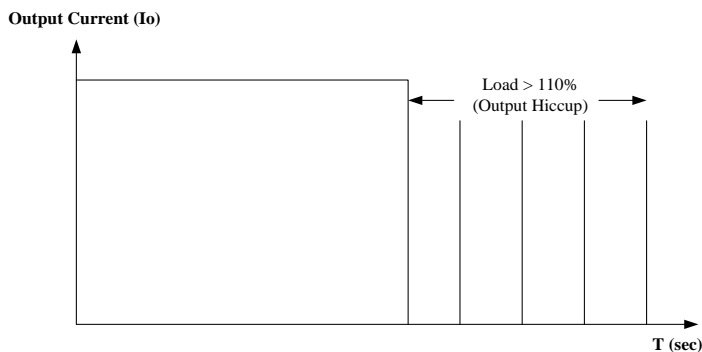 Output Current (Io)
Load > 110%
(Output Hiccup)
T (sec)